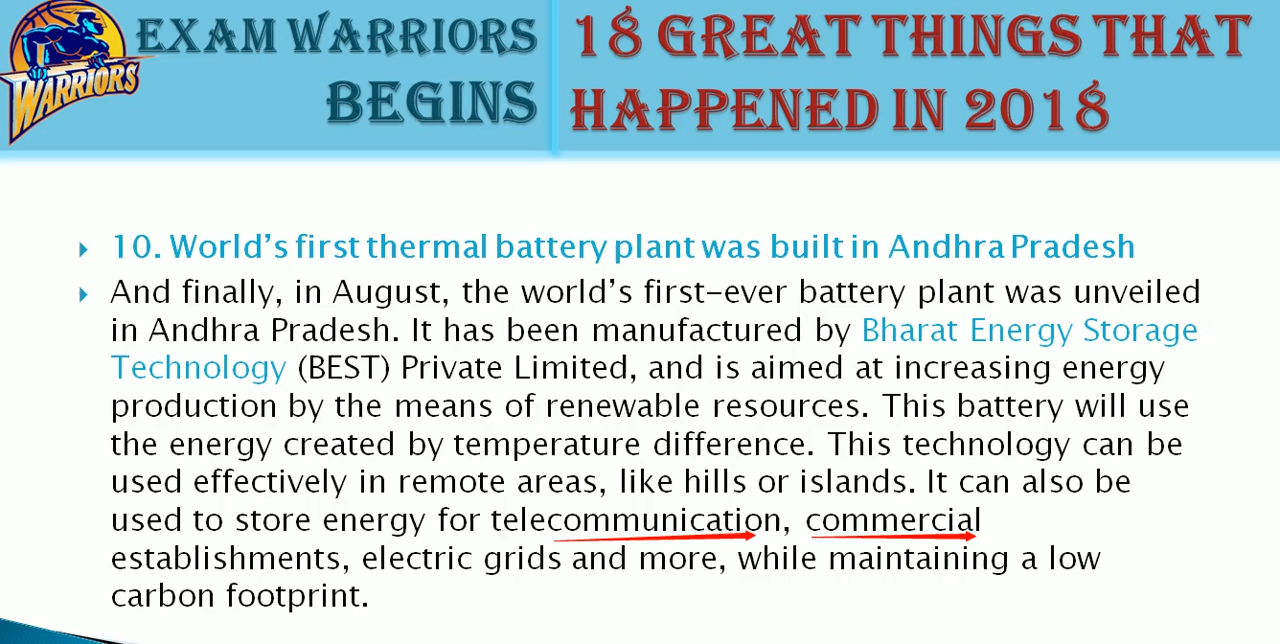 WARRIORS
EXAM WARRIORS
BEGINS
18 GREAT THINGS THAT
HAPPENED IN 2018
10. World's first thermal battery plant was built in Andhra Pradesh
And finally, in August, the world's first-ever battery plant was unveiled
in Andhra Pradesh. It has been manufactured by Bharat Energy Storage
Technology (BEST) Private Limited, and is aimed at increasing energy
production by the means of renewable resources. This battery will use
the energy created by temperature difference. This technology can be
used effectively in remote areas, like hills or islands. It can also be
used to store energy for telecommunication, commercial
establishments, electric grids and more, while maintaining a low
carbon footprint.